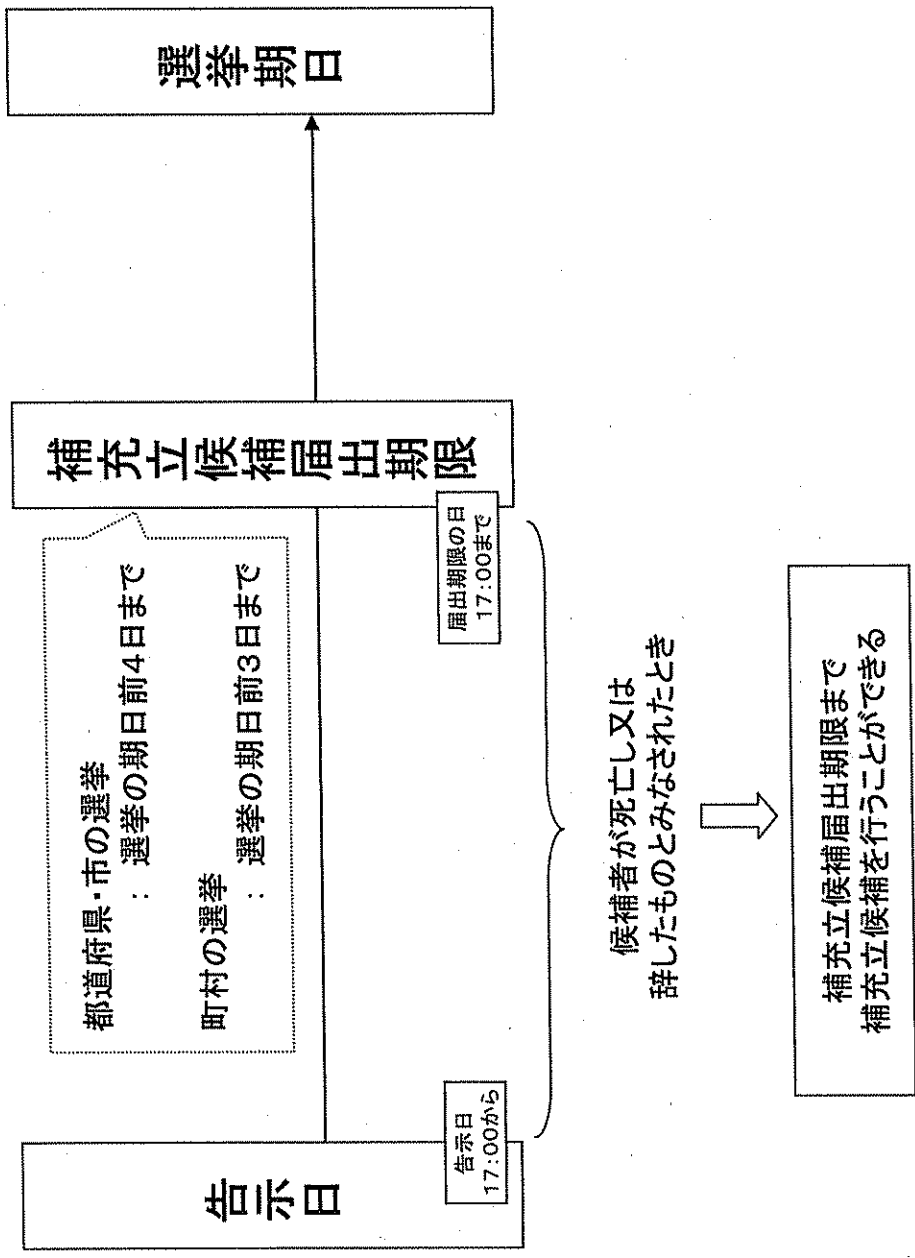 告示日
告示日
17:00から
都道府県・市の選挙
: 選挙の期日前4日まで
町村の選挙
: 選挙の期日前3日まで
補充立候補届出期限
届出期限の日
17:00まで
選挙期日
候補者が死亡し又は
辞したものとみなされたとき
補充立候補届出期限まで
補充立候補を行うことができる